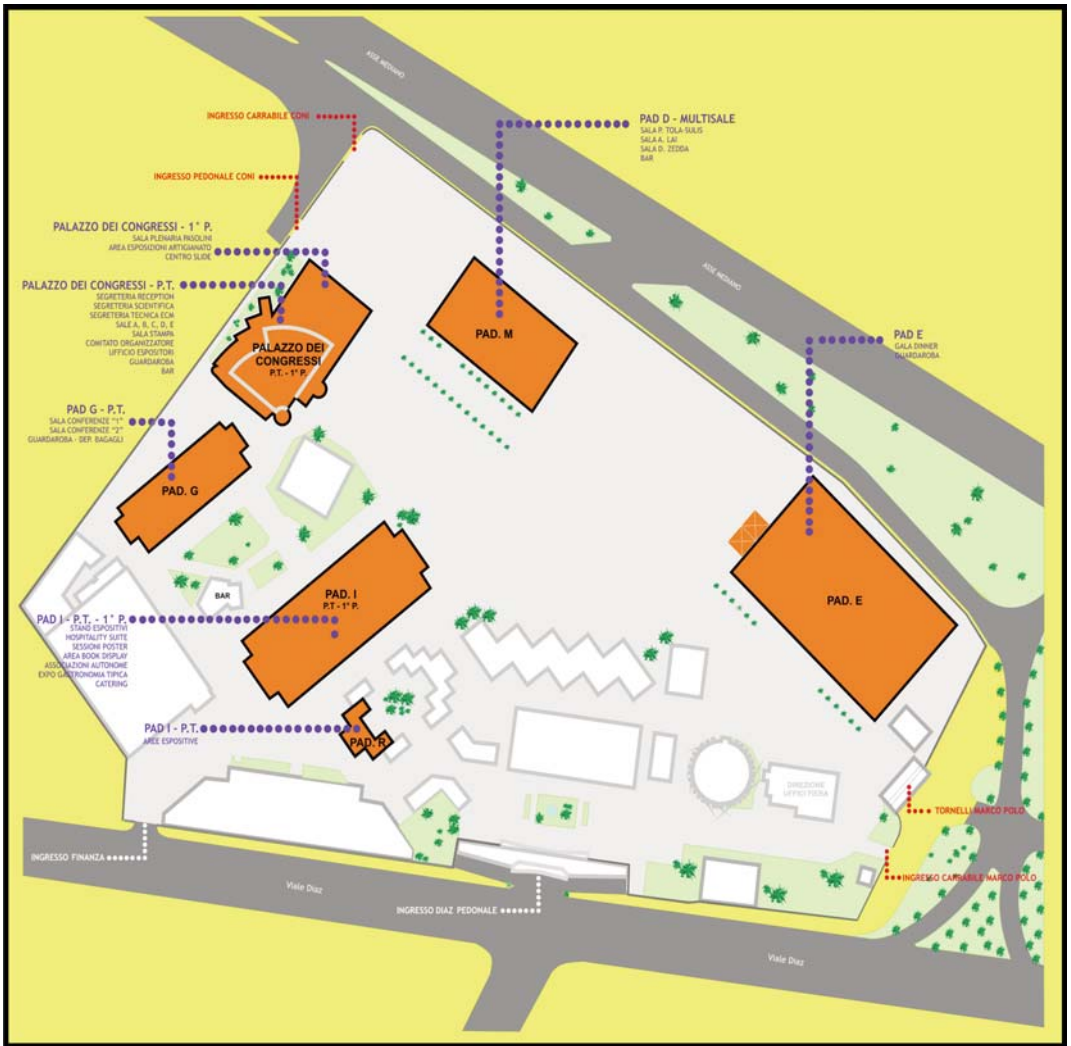 ASSE MEDIANO
INGRESSO CARRABILE CONI
PAD D - MULTISALE
SALA P. TOLA-SULIS
SALA A. LAI
SALA D. ZEDDA
BAR
INGRESSO PEDONALE CONI
PALAZZO DEI CONGRESSI - 1° P.
SALA PLENARIA PASOLINI
AREA ESPOSIZIONI ARTIGIANATO
CENTRO SLIDE
ASSE MEDIANO
PALAZZO DEI CONGRESSI - P.T.
SEGRETERIA RECEPTION
SEGRETERIA SCIENTIFICA
SEGRETERIA TECNICA ECM
SALE A, B, C, D, E
SALA STAMPA
COMITATO ORGANIZZATORE
UFFICIO ESPOSITORI
GUARDAROBA
BAR
PALAZZO DEI
CONGRESSI
P.T. - 1° P.
PAD. M
PAD E
GALA DINNER
GUARDAROBA
PAD G - P.T.
SALA CONFERENZE "1"
SALA CONFERENZE "2"
GUARDAROBA - DEP. BAGAGLI
PAD. G
BAR
PAD. I
P.T - 1° P.
PAD. E
PAD I - P.T. - 1° P.
STAND ESPOSITIVI
HOSPITALITY SUITE
SESSIONI POSTER
AREA BOOK DISPLAY
ASSOCIAZIONI AUTONOME
EXPO GASTRONOMIA TIPICA
CATERING
PAD I - P.T.
AREE ESPOSITIVE
PAD. R
DIREZIONE
UFFICI FIERA
TORNELLI MARCO POLO
INGRESSO FINANZA
INGRESSO CARRABILE MARCO POLO
Viale Diaz
INGRESSO DIAZ PEDONALE
Viale Diaz